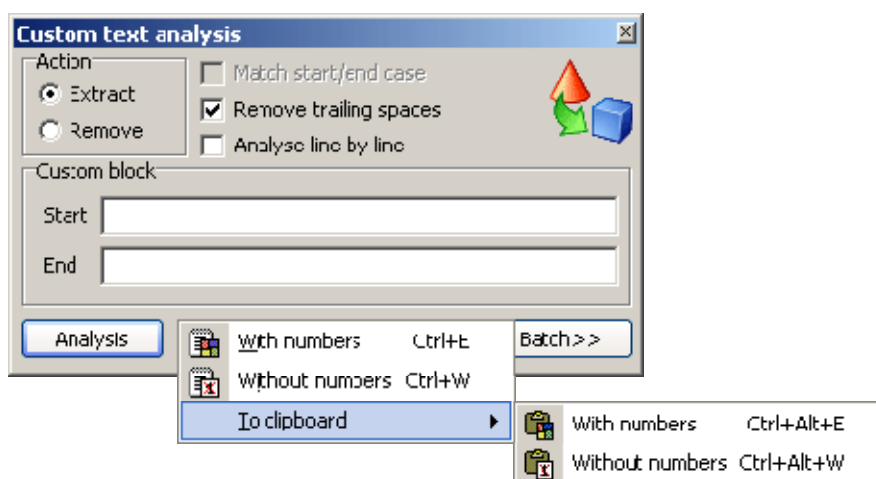 Custom text analysis
Action
Extract
Remove
Match start/end case
Remove trailing spaces
Analyse line by line
Custom block
Start
End
Analysis
Batch>>
With numbers Ctrl+E
Without numbers Ctrl+W
To clipboard
With numbers Ctrl+Alt+E
Without numbers Ctrl+Alt+W